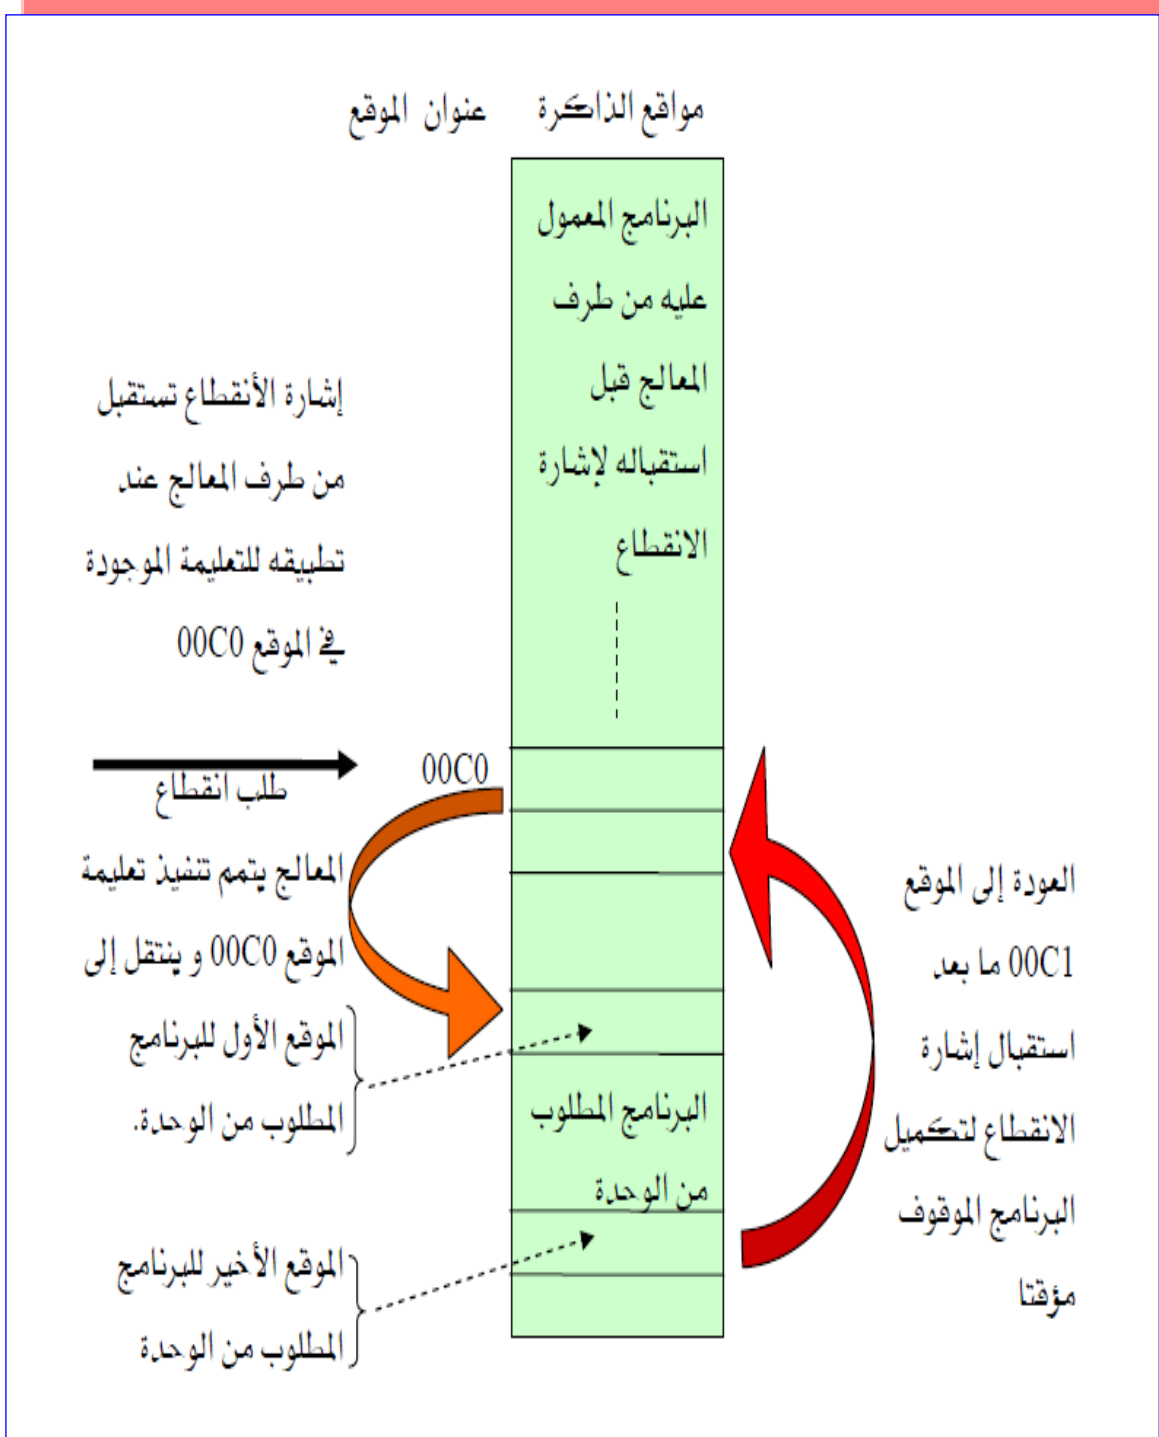 مواقع الذاكرة
عنوان الموقع
البرنامج المعمول
عليه من طرف
المعالج قبل
استقباله لإشارة
الانقطاع
إشارة الأنقطاع تستقبل
من طرف المعالج عند
تطبيقه للتعليمة الموجودة
في الموقع 00C0
00C0
طلب انقطاع
المعالج يتمم تنفيذ تعليمة
الموقع 00C0 و ينتقل إلى
الموقع الأول للبرنامج
المطلوب من الوحدة.
البرنامج المطلوب
من الوحدة
الموقع الأخير للبرنامج
المطلوب من الوحدة
العودة إلى الموقع
00C1 ما بعد
استقبال إشارة
الانقطاع لتكميل
البرنامج الموقوف
مؤقتا